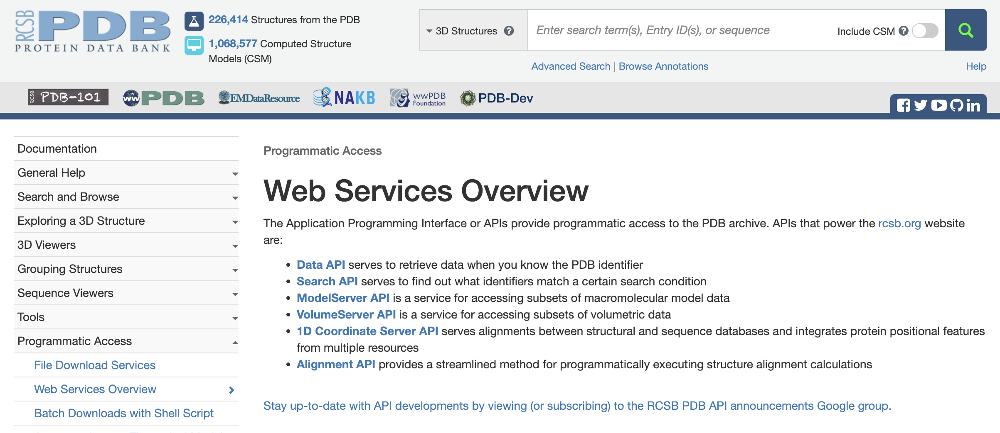 RCSB
PDB
PROTEIN DATA BANK
226,414 Structures from the PDB
1,068,577 Computed Structure
Models (CSM)
3D Structures ?
Enter search term(s), Entry ID(s), or sequence
Include CSM ?
Advanced Search | Browse Annotations
Help
RCSB PDB-101
WW PDB
EMDataResource
NAKB
wwPDB
Foundation
PDB-Dev
Documentation
General Help
Search and Browse
Exploring a 3D Structure
3D Viewers
Grouping Structures
Sequence Viewers
Tools
Programmatic Access
File Download Services
Web Services Overview
Batch Downloads with Shell Script
Programmatic Access
Web Services Overview
The Application Programming Interface or APIs provide programmatic access to the PDB archive. APIs that power the rcsb.org website
are:
• Data API serves to retrieve data when you know the PDB identifier
• Search API serves to find out what identifiers match a certain search condition
• ModelServer API is a service for accessing subsets of macromolecular model data
• VolumeServer API is a service for accessing subsets of volumetric data
• 1D Coordinate Server API serves alignments between structural and sequence databases and integrates protein positional features
from multiple resources
• Alignment API provides a streamlined method for programmatically executing structure alignment calculations
Stay up-to-date with API developments by viewing (or subscribing) to the RCSB PDB API announcements Google group.